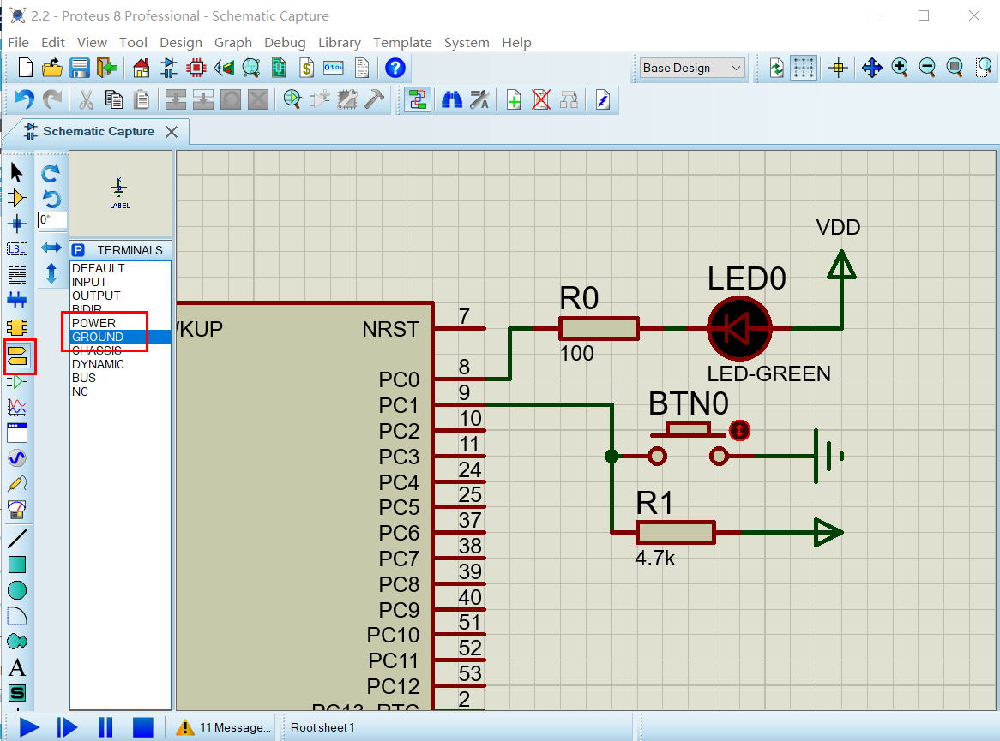 2.2 - Proteus 8 Professional - Schematic Capture
File Edit View Tool Design Graph Debug Library Template System Help
Base Design
Schematic Capture
LBL
0°
LABEL
P TERMINALS
DEFAULT
INPUT
OUTPUT
BIDIR
POWER
GROUND
CHASSIS
DYNAMIC
BUS
NC
A
S
/KUP
NRST 7
PC0 8
PC1 9
PC2 10
PC3 11
PC4 24
PC5 25
PC6 37
PC7 38
PC8 39
PC9 40
PC10 51
PC11 52
PC12 53
PC13_RTC 2
VDD
LED0
R0
100
LED-GREEN
BTN0
R1
4.7k
11 Message...
Root sheet 1